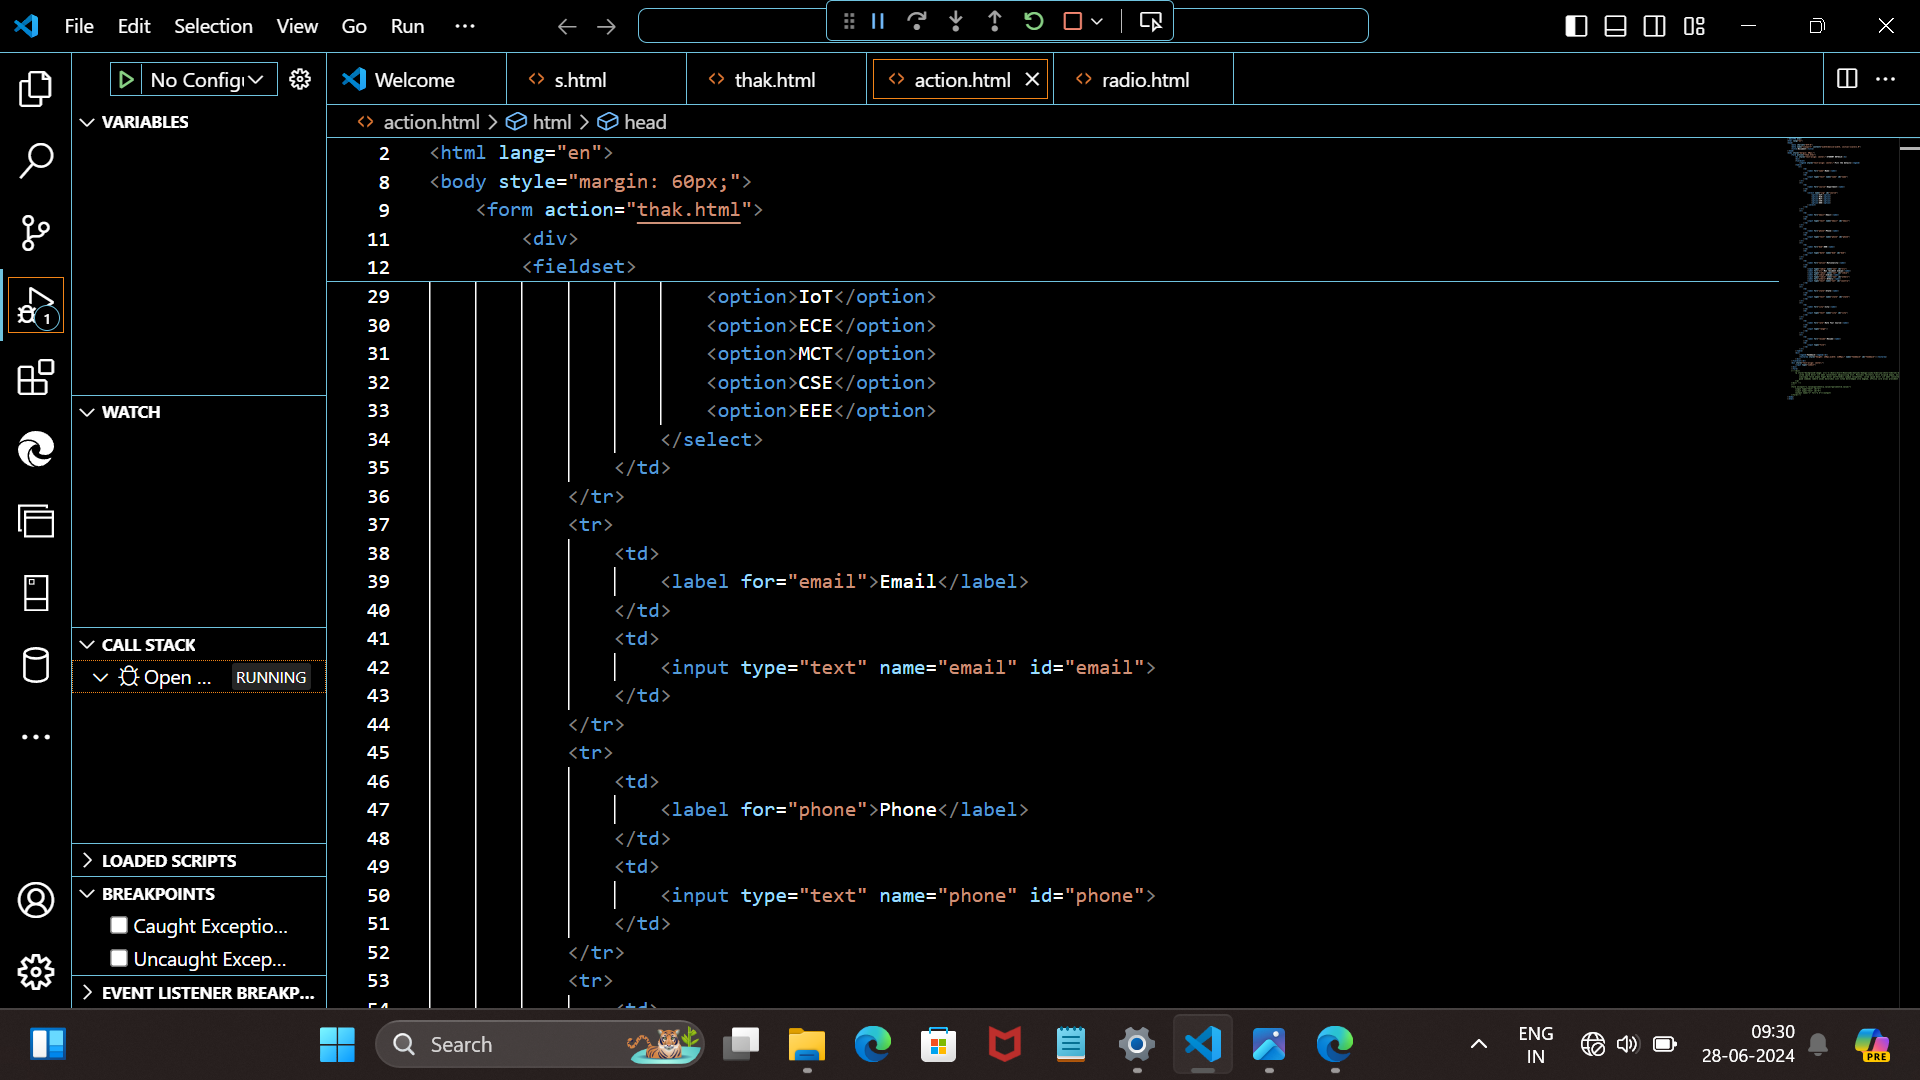 File Edit Selection View Go Run ...
No Configu
Welcome s.html thak.html action.html radio.html
action.html > html > head
VARIABLES
WATCH
CALL STACK
Open ... RUNNING
LOADED SCRIPTS
BREAKPOINTS
Caught Exceptio...
Uncaught Excep...
EVENT LISTENER BREAKP...
1
2 <html lang="en">
8 <body style="margin: 60px;">
9 <form action="thak.html">
11 <div>
12 <fieldset>
29 <option>IoT</option>
30 <option>ECE</option>
31 <option>MCT</option>
32 <option>CSE</option>
33 <option>EEE</option>
34 </select>
35 </td>
36 </tr>
37 <tr>
38 <td>
39 <label for="email">Email</label>
40 </td>
41 <td>
42 <input type="text" name="email" id="email">
43 </td>
44 </tr>
45 <tr>
46 <td>
47 <label for="phone">Phone</label>
48 </td>
49 <td>
50 <input type="text" name="phone" id="phone">
51 </td>
52 </tr>
53 <tr>
54 <td>
Search
ENG
IN
09:30
28-06-2024
PRE